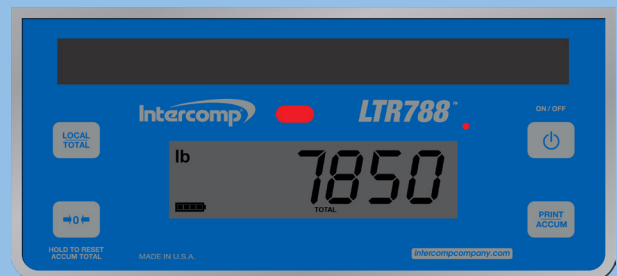 Intercomp
LTR788™
ON / OFF
LOCAL
TOTAL
lb
7850
TOTAL
➡0⬅
PRINT
ACCUM
HOLD TO RESET
ACCUM TOTAL
MADE IN U.S.A.
intercompcompany.com